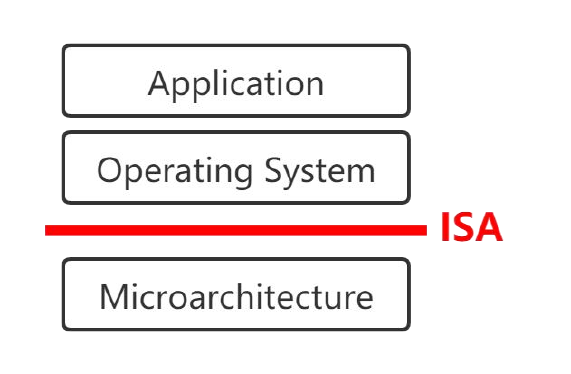 Application
Operating System
ISA
Microarchitecture